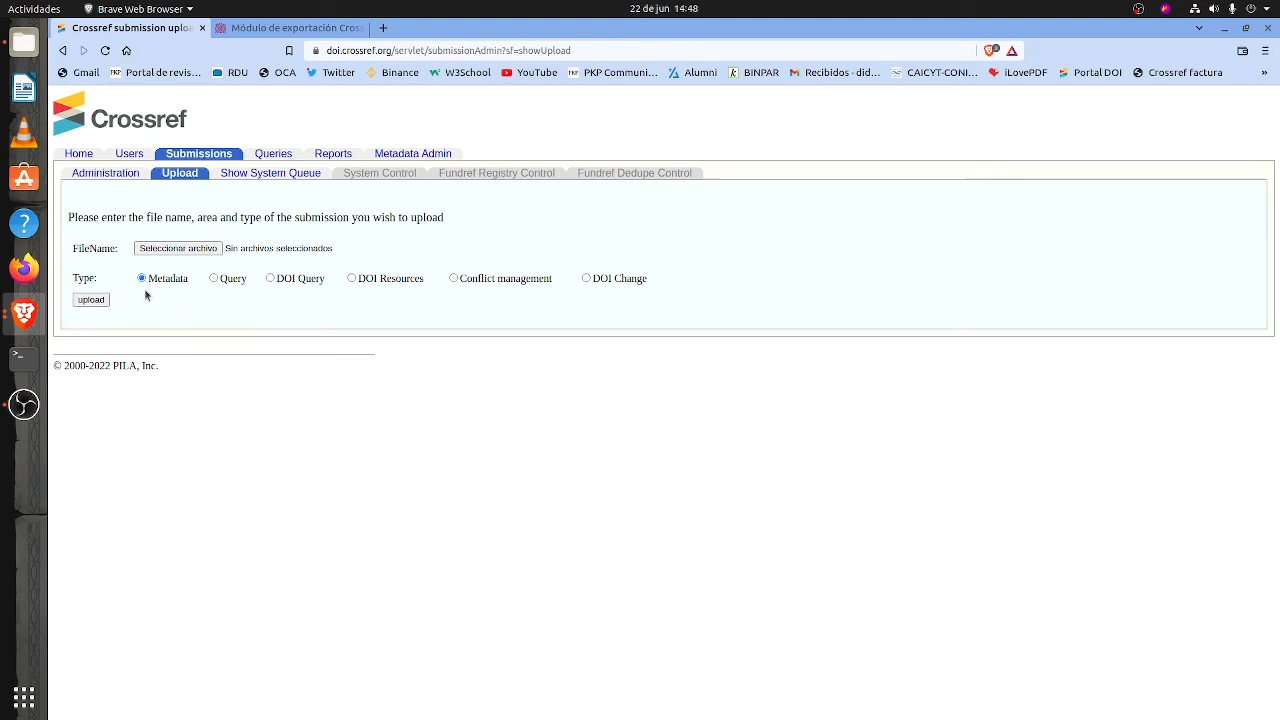 Actividades Brave Web Browser 22 de jun 14:48
Crossref submission uploa Módulo de exportación Cros
doi.crossref.org/servlet/submissionAdmin?sf=showUpload
Gmail PKP Portal de revis... RDU OCA Twitter Binance W3School YouTube PKP PKP Communi... Alumni BINPAR Recibidos - did... CAICYT-CONI... iLovePDF Portal DOI Crossref factura »
Crossref
Home Users Submissions Queries Reports Metadata Admin
Administration Upload Show System Queue System Control Fundref Registry Control Fundref Dedupe Control
Please enter the file name, area and type of the submission you wish to upload
FileName: Seleccionar archivo Sin archivos seleccionados
Type: Metadata Query DOI Query DOI Resources Conflict management DOI Change
upload
© 2000-2022 PILA, Inc.